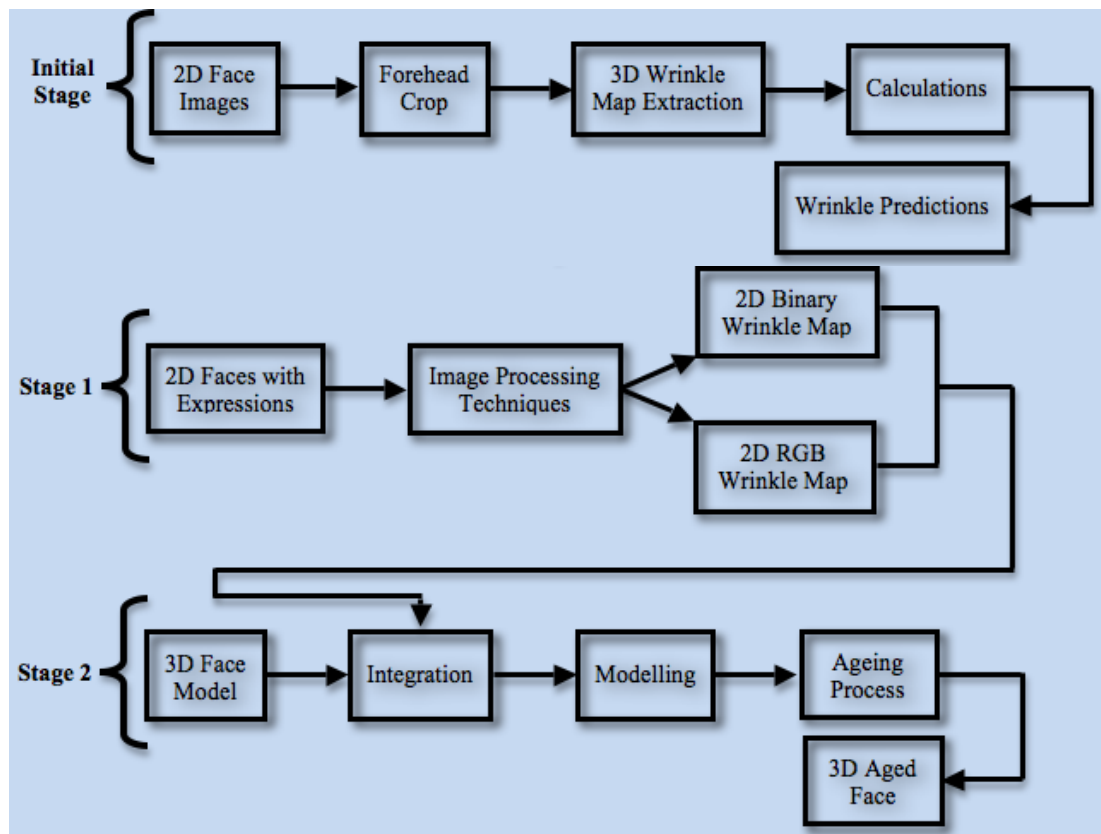 Initial
Stage
2D Face
Images
Forehead
Crop
3D Wrinkle
Map Extraction
Calculations
Wrinkle Predictions
Stage 1
2D Faces with
Expressions
Image Processing
Techniques
2D Binary
Wrinkle Map
2D RGB
Wrinkle Map
Stage 2
3D Face
Model
Integration
Modelling
Ageing
Process
3D Aged
Face